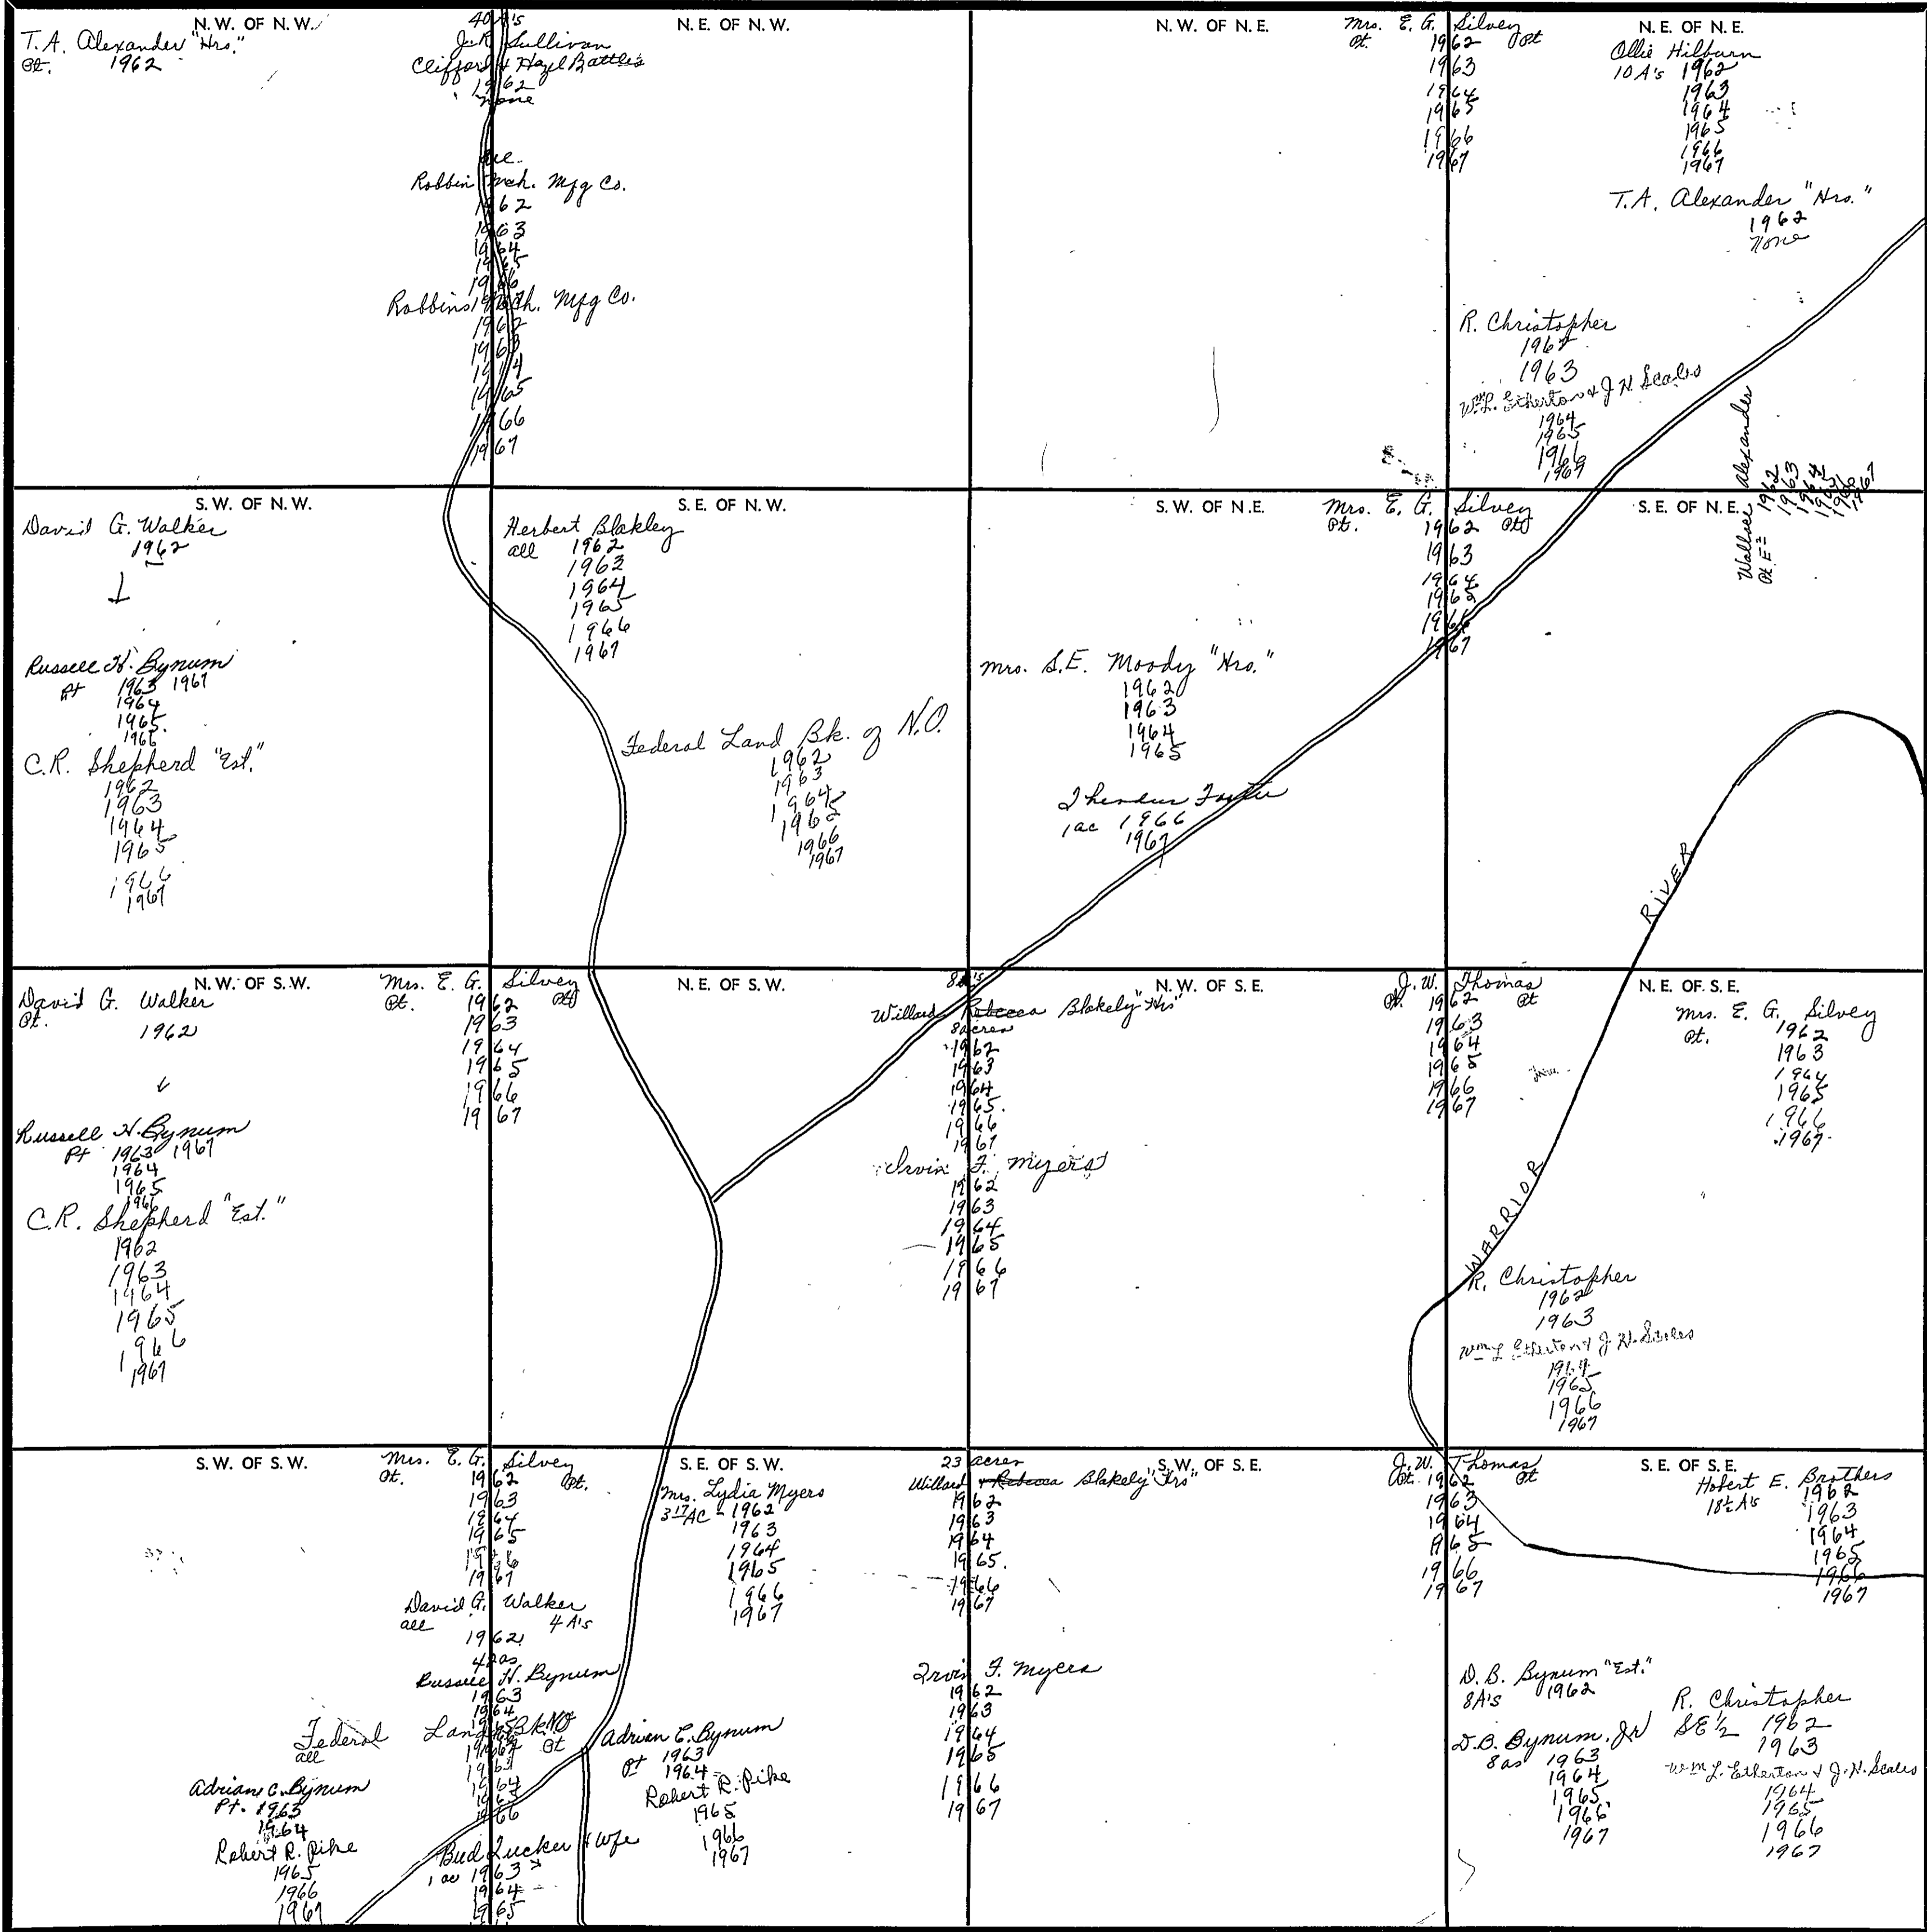 N. W. OF N. W.
T. A. Alexander "Hrs."
Pt. 1962
40 A's
J.R. Sullivan
Clifford & Hazel Battles
1962
none
Robbin Mch. Mfg Co.
1962
1963
1964
1965
1966
Robbins Mch. Mfg Co.
1962
1963
1964
1965
1966
1967
N. E. OF N. W.
N. W. OF N. E.
Mrs. E. G. Silvey
Pt. 1962 Pt
1963
1964
1965
1966
1967
N. E. OF N. E.
Ollie Hilburn
10 A's 1962
1963
1964
1965
1966
1967
T.A. Alexander "Hrs."
1962
None
R. Christopher
1962
1963
Wm L. Etherton & J H Scales
1964
1965
1966
1967
S. W. OF N. W.
David G. Walker
1962
Russell H. Bynum
Pt 1963 1967
1964
1965
1966
C.R. Shepherd "Est."
1962
1963
1964
1965
1966
1967
S. E. OF N. W.
Herbert Blakley
all 1962
1963
1964
1965
1966
1967
Federal Land Bk. of N.O.
1962
1963
1964
1965
1966
1967
S. W. OF N. E.
Mrs. S.E. Moody "Hrs."
1962
1963
1964
1965
1 ac 1966
1967
Mrs. E. G. Silvey
Pt. 1962 Pt
1963
1964
1965
1966
1967
S. E. OF N. E.
Wallace Alexander
Pt E½ 1962
1963
1964
1965
1966
1967
RIVER
N. W. OF S. W.
David G. Walker
Pt.
1962
Russell H. Bynum
Pt 1963 1967
1964
1965
1966
C.R. Shepherd "Est."
1962
1963
1964
1965
1966
1967
Mrs. E. G. Silvey
Pt. 1962 Pt
1963
1964
1965
1966
1967
N. E. OF S. W.
8 A's
Willard Rebecca Blakely "Hrs"
8 acres
1962
1963
1964
1965.
1966
1967
Irvin F. Myers
1962
1963
1964
1965
1966
1967
N. W. OF S. E.
J. W. Thomas
Pt. 1962 Pt
1963
1964
1965
1966
1967
N. E. OF S. E.
Mrs. E. G. Silvey
Pt. 1962
1963
1964
1965
1966
1967
WARRIOR
R. Christopher
1962
1963
Wm L Etherton & J H. Scales
1964
1965
1966
1967
S. W. OF S. W.
Mrs. E. G. Silvey
Pt. 1962 Pt.
1963
1964
1965
1966
1967
David G. Walker
all 4 A's
1962
Russell H. Bynum
1963
1964
Federal Land Bk NO
all Pt
1964
1966
Adriane C. Bynum
Pt. 1963
1964
Robert R. Pike
1965
1966
1967
Bud Tucker & Wfe
1 ac 1963
1964
1965
S. E. OF S. W.
Mrs. Lydia Myers
3 17 AC - 1962
1963
1964
1965
1966
1967
Adrian C. Bynum
Pt 1963
1964
Robert R. Pike
1965
1966
1967
23 acres
Willard & Rebecca Blakely "Hrs"
1962
1963
1964
1965.
1966
1967
Irvin F. Myers
1962
1963
1964
1965
1966
1967
S. W. OF S. E.
J. W. Thomas
Pt. 1962 Pt
1963
1964
1965
1966
1967
S. E. OF S. E.
Hobert E. Brothers
18½ A's 1962
1963
1964
1965
1966
1967
D. B. Bynum "Est."
8 A's 1962
D.B. Bynum, Jr
8 as 1963
1964
1965
1966
1967
R. Christopher
SE ½ 1962
1963
Wm L. Etherton & J. H. Scales
1964
1965
1966
1967